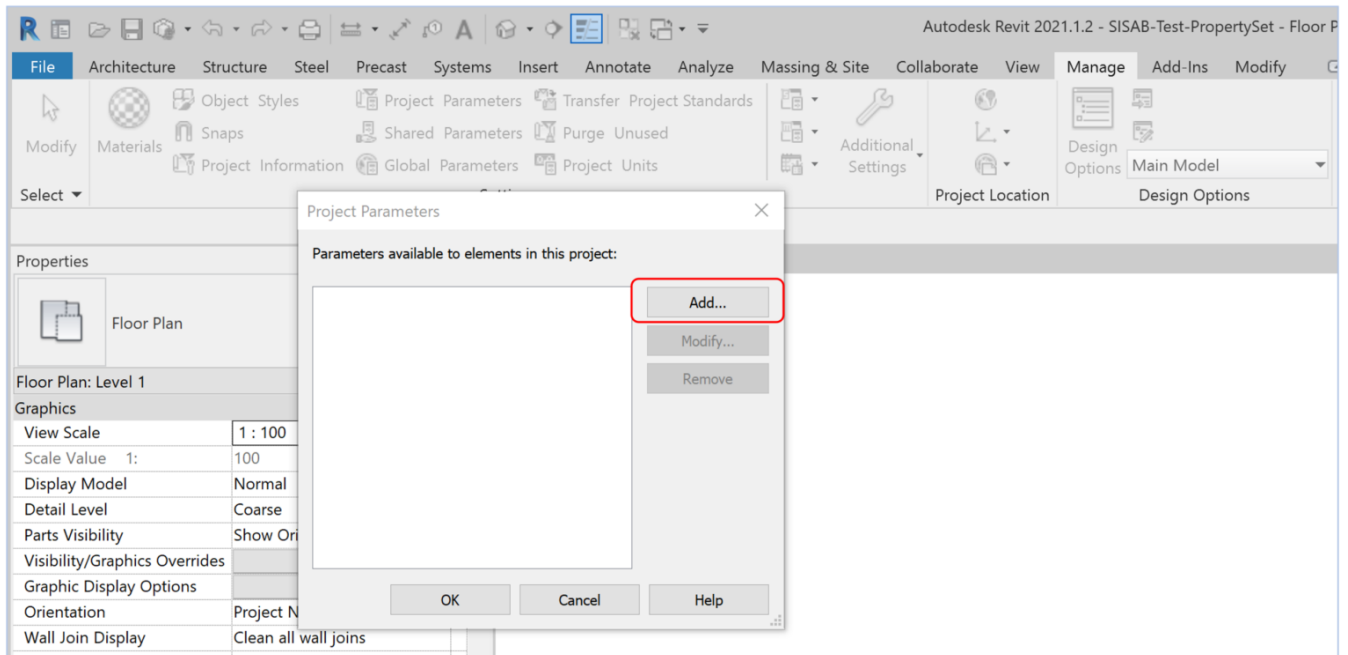 Autodesk Revit 2021.1.2 - SISAB-Test-PropertySet - Floor P
File Architecture Structure Steel Precast Systems Insert Annotate Analyze Massing & Site Collaborate View Manage Add-Ins Modify
Object Styles Project Parameters Transfer Project Standards
Modify Materials Snaps Shared Parameters Purge Unused Additional Settings Design Options
Project Information Global Parameters Project Units Main Model
Select Project Location Design Options
Project Parameters
Parameters available to elements in this project:
Add...
Modify...
Remove
OK Cancel Help
Properties
Floor Plan
Floor Plan: Level 1
Graphics
View Scale 1 : 100
Scale Value 1: 100
Display Model Normal
Detail Level Coarse
Parts Visibility Show Ori
Visibility/Graphics Overrides
Graphic Display Options
Orientation Project N
Wall Join Display Clean all wall joins